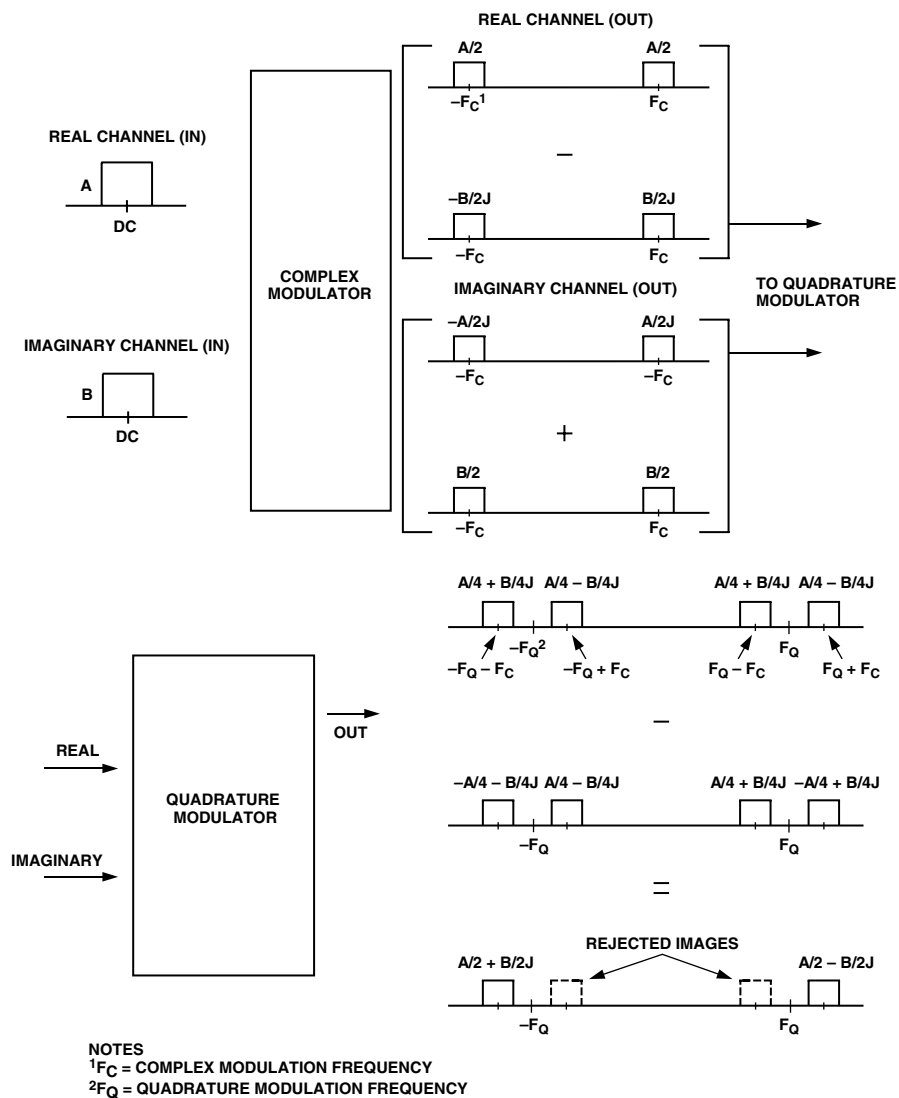 REAL CHANNEL (OUT)
A/2 A/2
–FC1 FC
REAL CHANNEL (IN)
A
DC
–
–B/2J B/2J
–FC FC
COMPLEX
MODULATOR
TO QUADRATURE
MODULATOR
IMAGINARY CHANNEL (OUT)
–A/2J A/2J
–FC –FC
IMAGINARY CHANNEL (IN)
B
DC
+
B/2 B/2
–FC FC
A/4 + B/4J A/4 – B/4J A/4 + B/4J A/4 – B/4J
–FQ2 FQ
–FQ – FC –FQ + FC FQ – FC FQ + FC
OUT
–
REAL
QUADRATURE
MODULATOR
IMAGINARY
–A/4 – B/4J A/4 – B/4J A/4 + B/4J –A/4 + B/4J
–FQ FQ
=
REJECTED IMAGES
A/2 + B/2J A/2 – B/2J
–FQ FQ
NOTES
1FC = COMPLEX MODULATION FREQUENCY
2FQ = QUADRATURE MODULATION FREQUENCY